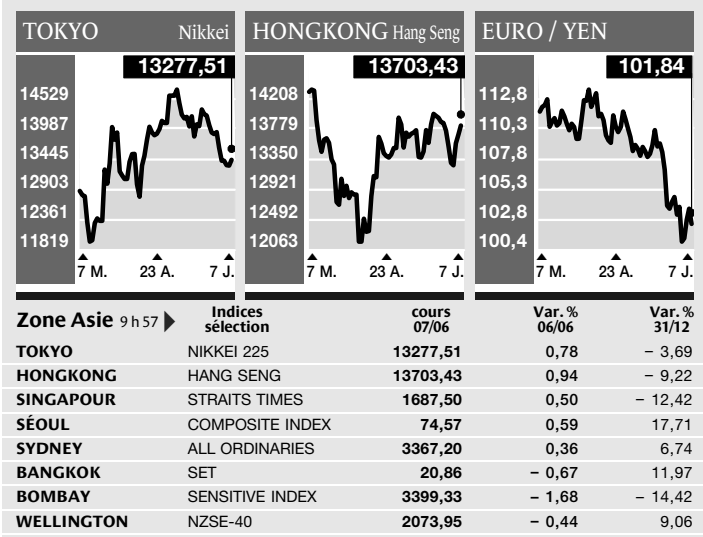 TOKYO Nikkei
13277,51
14529
13987
13445
12903
12361
11819
7 M. 23 A. 7 J.
HONGKONG Hang Seng
13703,43
14208
13779
13350
12921
12492
12063
7 M. 23 A. 7 J.
EURO / YEN
101,84
112,8
110,3
107,8
105,3
102,8
100,4
7 M. 23 A. 7 J.
Zone Asie 9 h 57 Indices sélection cours 07/06 Var. % 06/06 Var. % 31/12
TOKYO NIKKEI 225 13277,51 0,78 – 3,69
HONGKONG HANG SENG 13703,43 0,94 – 9,22
SINGAPOUR STRAITS TIMES 1687,50 0,50 – 12,42
SÉOUL COMPOSITE INDEX 74,57 0,59 17,71
SYDNEY ALL ORDINARIES 3367,20 0,36 6,74
BANGKOK SET 20,86 – 0,67 11,97
BOMBAY SENSITIVE INDEX 3399,33 – 1,68 – 14,42
WELLINGTON NZSE-40 2073,95 – 0,44 9,06